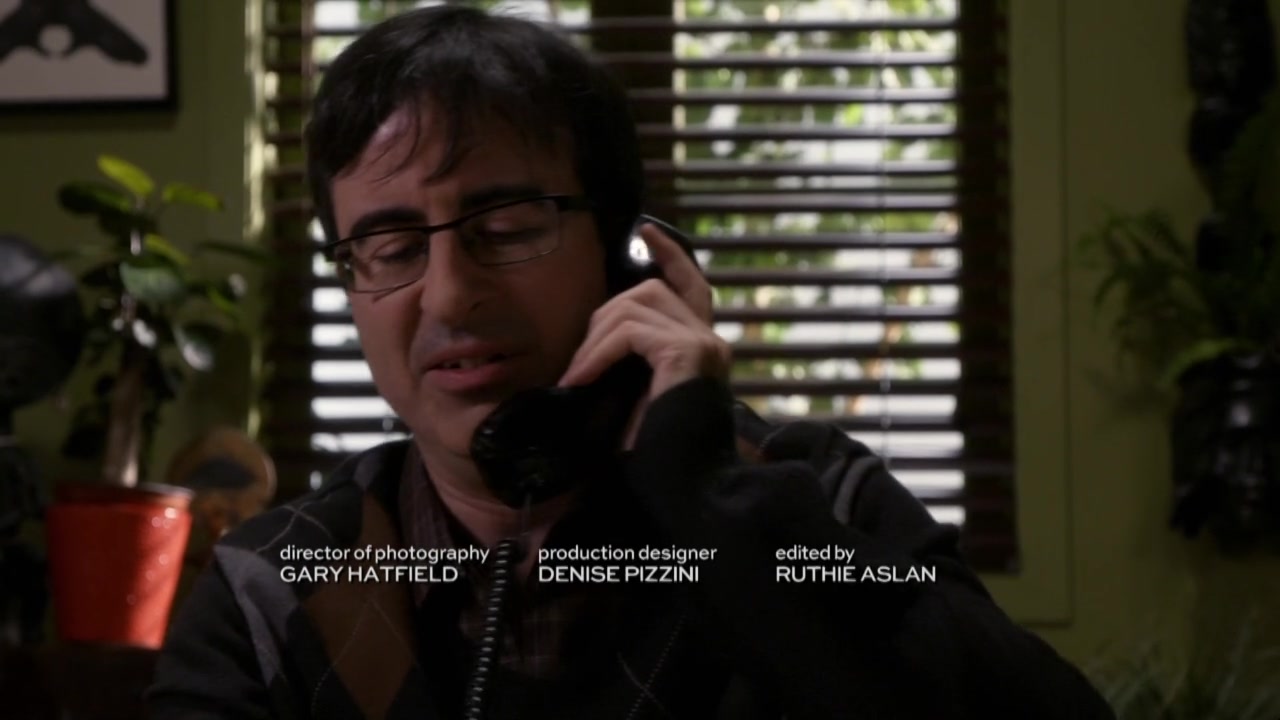 director of photography
GARY HATFIELD
production designer
DENISE PIZZINI
edited by
RUTHIE ASLAN